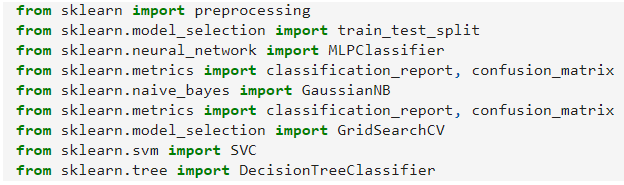 from sklearn import preprocessing
from sklearn.model_selection import train_test_split
from sklearn.neural_network import MLPClassifier
from sklearn.metrics import classification_report, confusion_matrix
from sklearn.naive_bayes import GaussianNB
from sklearn.metrics import classification_report, confusion_matrix
from sklearn.model_selection import GridSearchCV
from sklearn.svm import SVC
from sklearn.tree import DecisionTreeClassifier